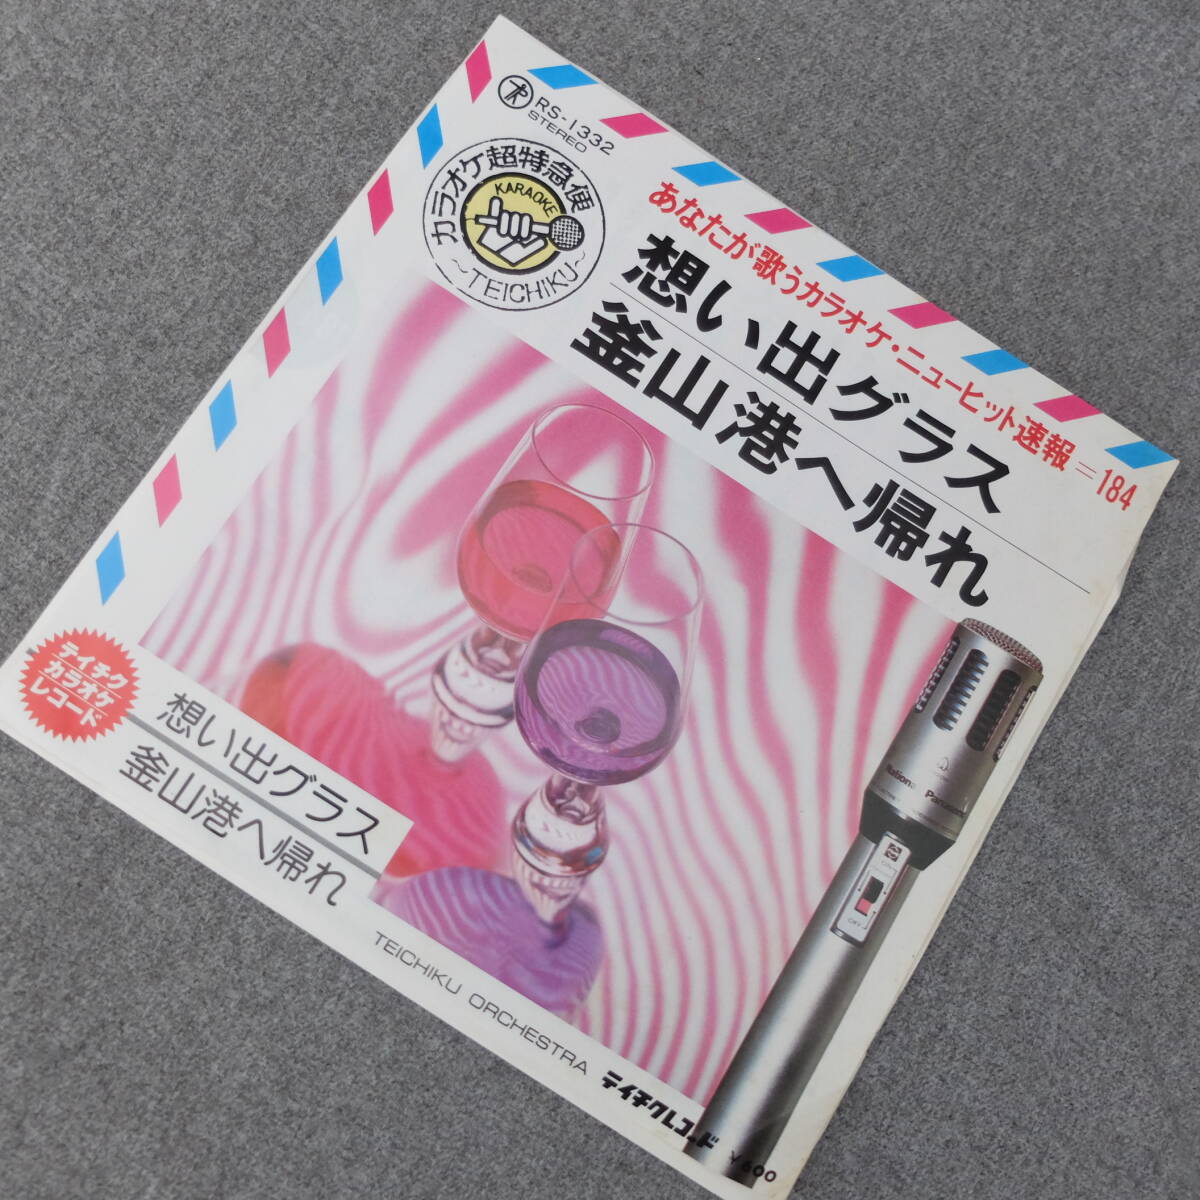 RS-1332
STEREO
カラオケ超特急便
KARAOKE
~TEICHIKU~
あなたが歌うカラオケ・ニューヒット速報=184
想い出グラス
釜山港へ帰れ
National Panasonic
OFF
テイチク
カラオケ
レコード
想い出グラス
釜山港へ帰れ
TEICHIKU ORCHESTRA
テイチクレコード
¥600